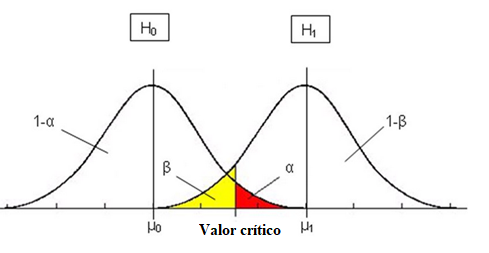 H₀ H₁
1-α 1-β
β α
μ₀ Valor crítico μ₁